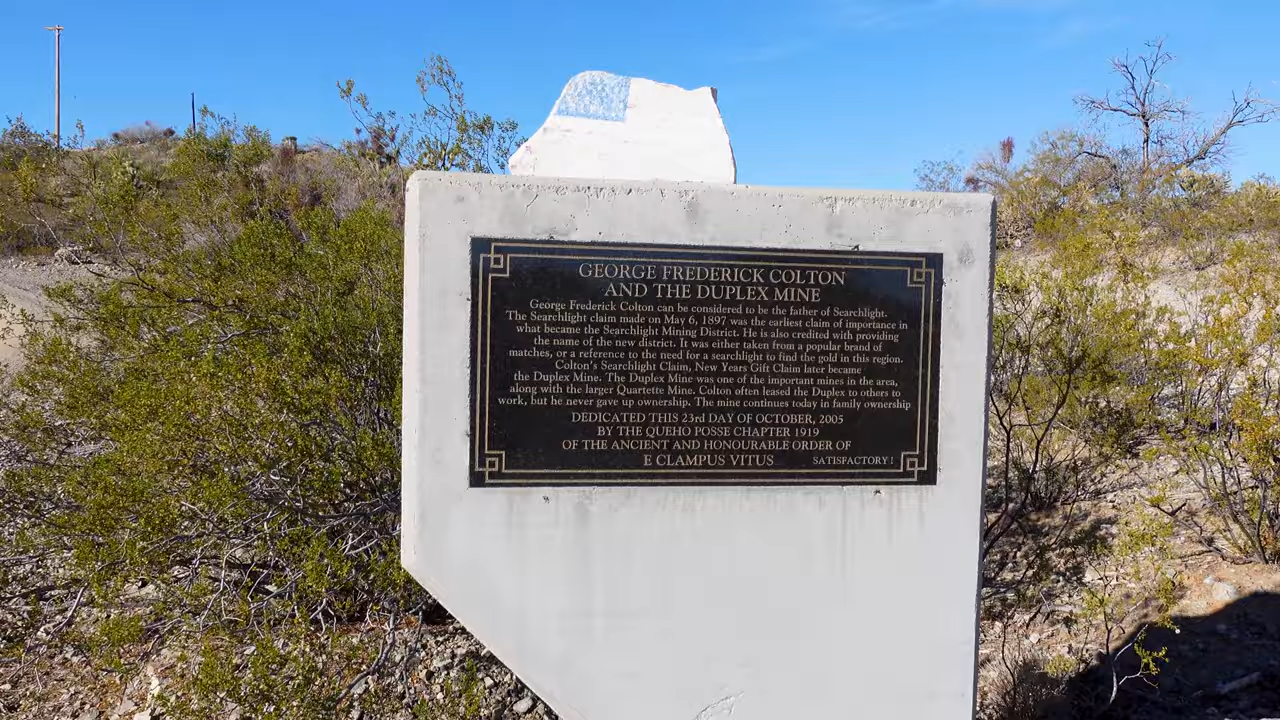 GEORGE FREDERICK COLTON
AND THE DUPLEX MINE
George Frederick Colton can be considered to be the father of Searchlight.
The Searchlight claim made on May 6, 1897 was the earliest claim of importance in
what became the Searchlight Mining District. He is also credited with providing
the name of the new district. It was either taken from a popular brand of
matches, or a reference to the need for a searchlight to find the gold in this region.
Colton's Searchlight Claim, New Years Gift Claim later became
the Duplex Mine. The Duplex Mine was one of the important mines in the area,
along with the larger Quartette Mine. Colton often leased the Duplex to others to
work, but he never gave up ownership. The mine continues today in family ownership
DEDICATED THIS 23rd DAY OF OCTOBER, 2005
BY THE QUEHO POSSE CHAPTER 1919
OF THE ANCIENT AND HONOURABLE ORDER OF
E CLAMPUS VITUS SATISFACTORY!